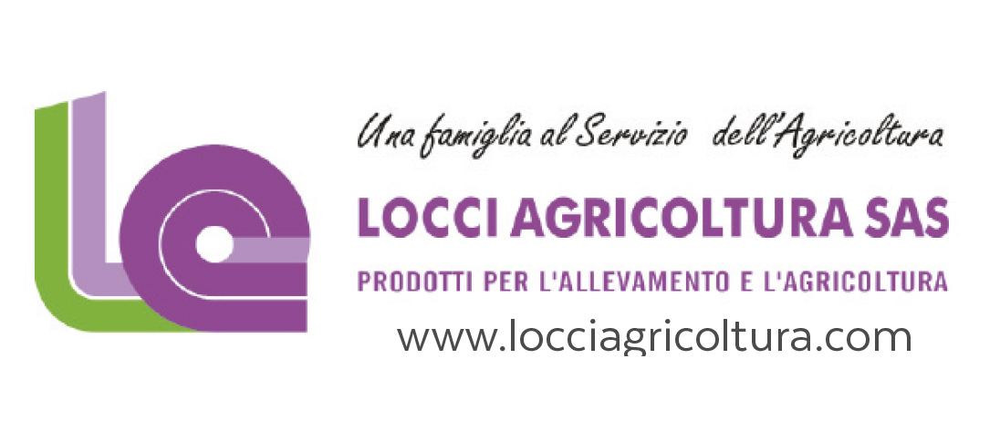 Una famiglia al Servizio dell'Agricoltura
LOCCI AGRICOLTURA SAS
PRODOTTI PER L'ALLEVAMENTO E L'AGRICOLTURA
www.locciagricoltura.com